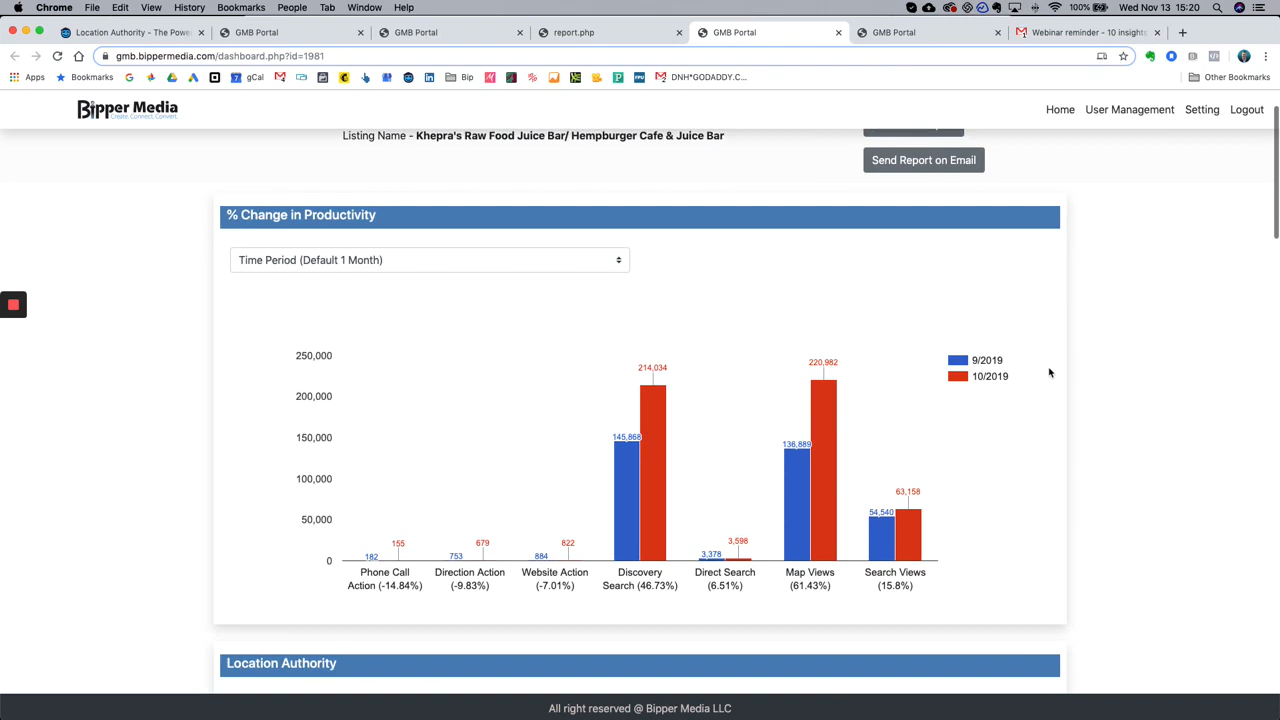 Chrome File Edit View History Bookmarks People Tab Window Help 100% Wed Nov 13 15:20
Location Authority - The Powe GMB Portal GMB Portal report.php GMB Portal GMB Portal Webinar reminder - 10 insights
gmb.bippermedia.com/dashboard.php?id=1981
Apps Bookmarks gCal Bip DNH*GODADDY.C... Other Bookmarks
Bipper Media
Create. Connect. Convert.
Home User Management Setting Logout
Listing Name - Khepra's Raw Food Juice Bar/ Hempburger Cafe & Juice Bar
Send Report on Email
% Change in Productivity
Time Period (Default 1 Month)
250,000
200,000
150,000
100,000
50,000
0
182 155
753 679
884 822
145,868 214,034
3,378 3,598
136,889 220,982
54,540 63,158
9/2019
10/2019
Phone Call
Action (-14.84%)
Direction Action
(-9.83%)
Website Action
(-7.01%)
Discovery
Search (46.73%)
Direct Search
(6.51%)
Map Views
(61.43%)
Search Views
(15.8%)
Location Authority
All right reserved @ Bipper Media LLC